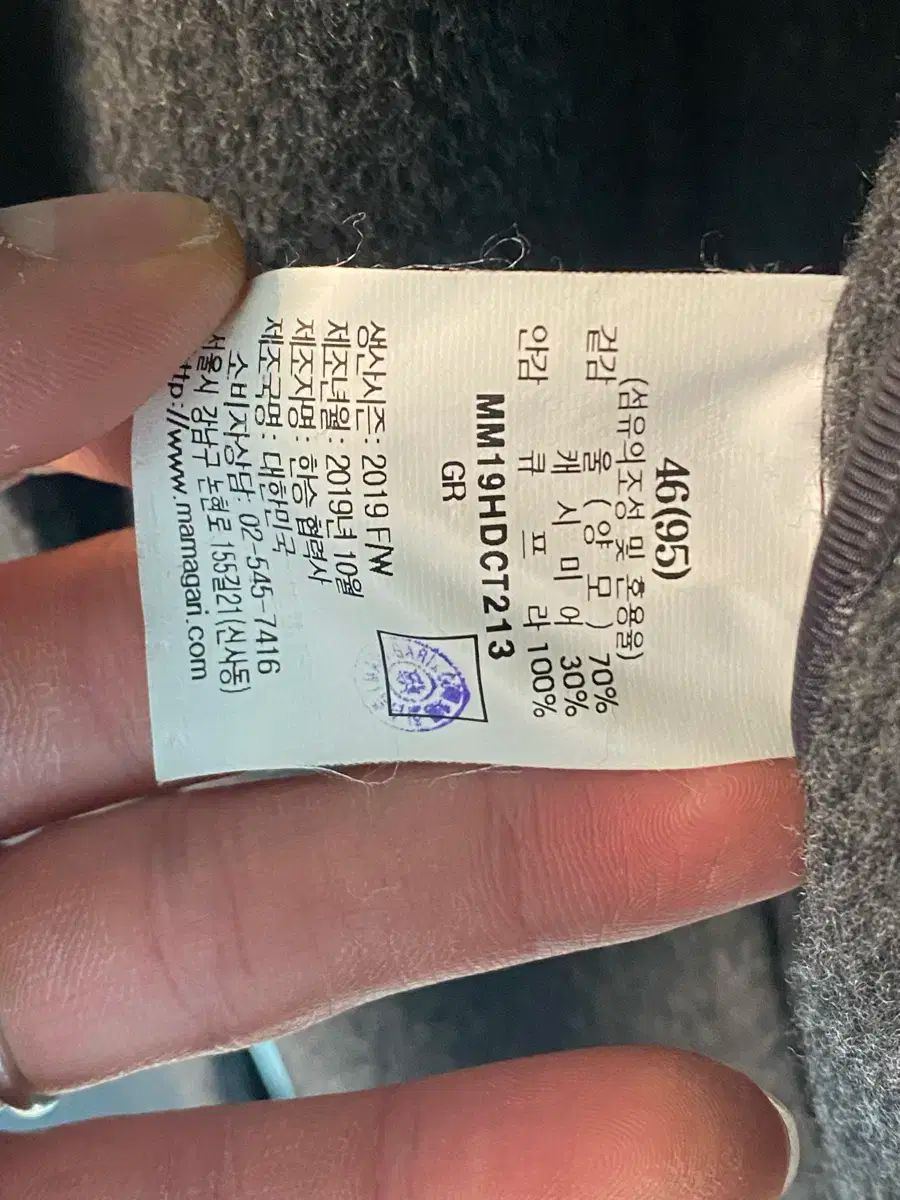 46(95)
(섬유의조성 및 혼용율)
겉감 울 (양 모) 70%
캐 시 미 어 30%
안감 큐 프 라 100%
MM19HDCT213
GR
생산시즌: 2019 F/W
제조년월: 2019년 10월
제조자명: 한승 협력사
제조국명: 대한민국
소비자상담 02-545-7416
서울시 강남구 논현로 155길21(신사동)
ttp://www.mamagari.com